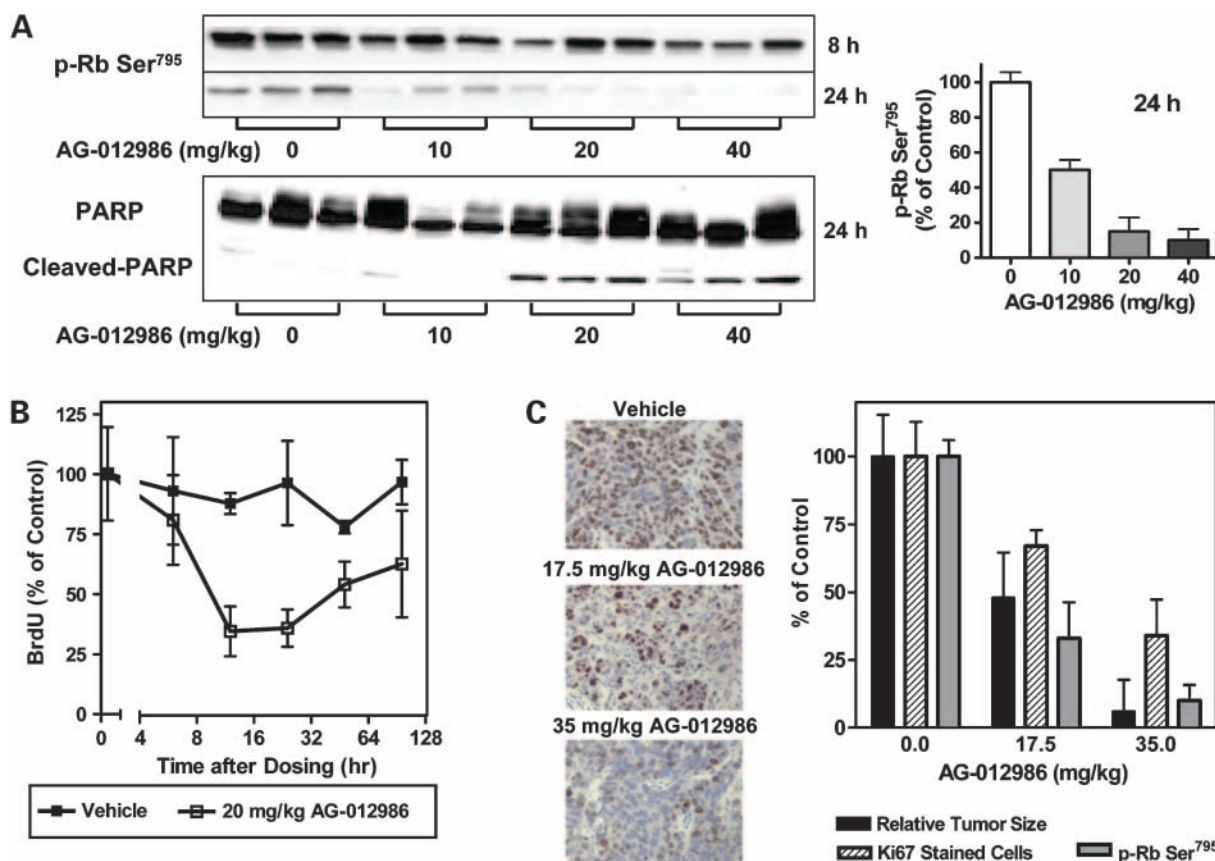 A
p-Rb Ser795
8 h
24 h
AG-012986 (mg/kg)
0 10 20 40
PARP
Cleaved-PARP
24 h
AG-012986 (mg/kg)
0 10 20 40
p-Rb Ser795
(% of Control)
100
80
60
40
20
0
24 h
0 10 20 40
AG-012986 (mg/kg)
B
BrdU (% of Control)
125
100
75
50
25
0
0 4 8 16 32 64 128
Time after Dosing (hr)
Vehicle 20 mg/kg AG-012986
C
Vehicle
17.5 mg/kg AG-012986
35 mg/kg AG-012986
% of Control
100
75
50
25
0
0.0 17.5 35.0
AG-012986 (mg/kg)
Relative Tumor Size
Ki67 Stained Cells p-Rb Ser795